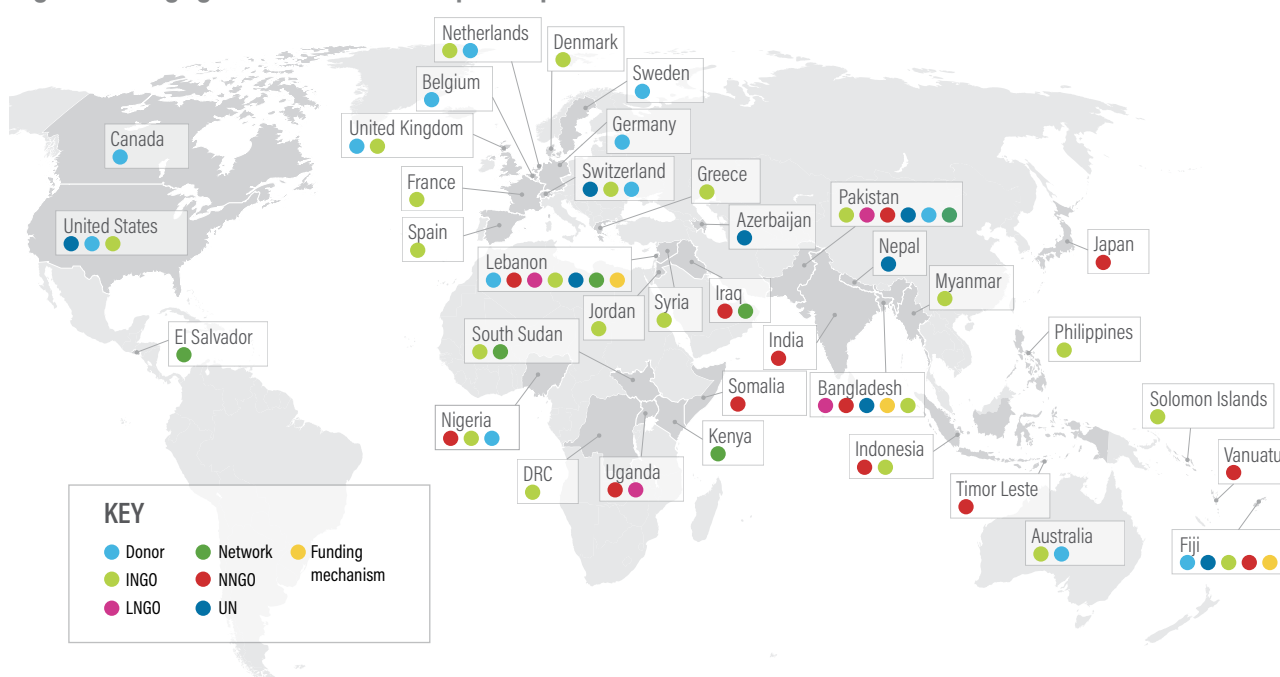 Netherlands
Denmark
Sweden
Belgium
Canada
United Kingdom
Germany
Switzerland
Greece
France
Pakistan
United States
Spain
Azerbaijan
Nepal
Japan
Lebanon
Myanmar
Jordan
Syria
Iraq
El Salvador
South Sudan
India
Philippines
Somalia
Bangladesh
Solomon Islands
Nigeria
Kenya
Indonesia
Vanuatu
DRC
Uganda
Timor Leste
Australia
Fiji
KEY
Donor
Network
Funding
mechanism
INGO
NNGO
LNGO
UN